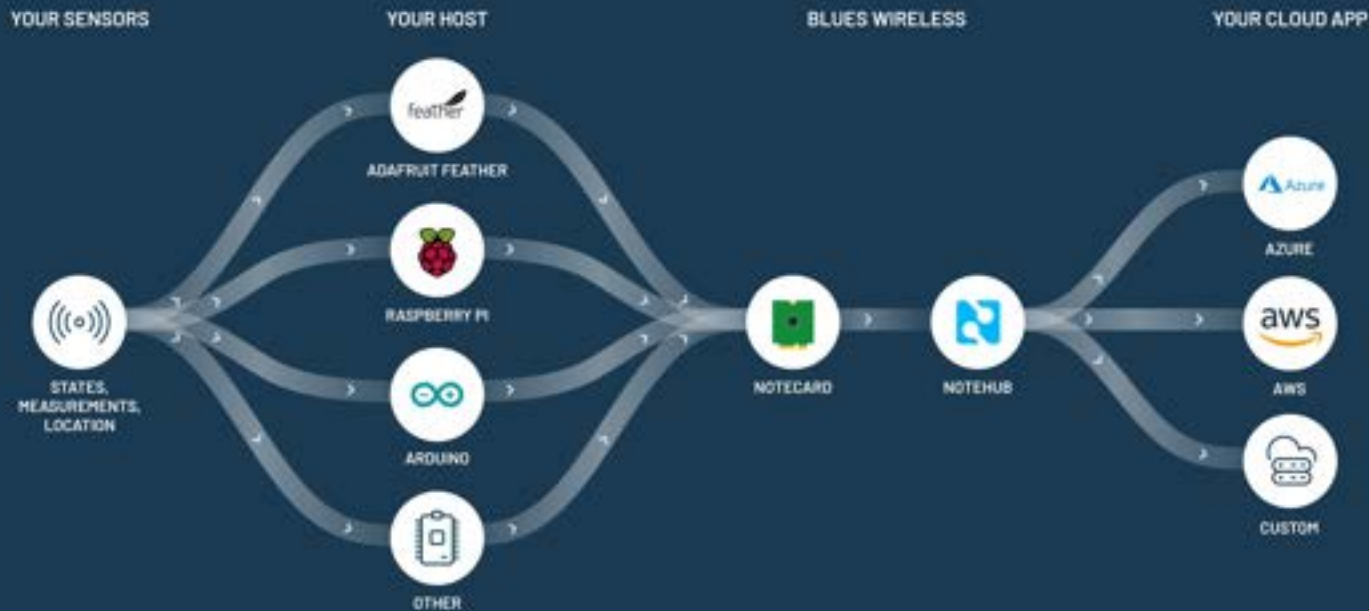 YOUR SENSORS
YOUR HOST
BLUES WIRELESS
YOUR CLOUD APP
feather
ADAFRUIT FEATHER
RASPBERRY PI
STATES,
MEASUREMENTS,
LOCATION
ARDUINO
OTHER
NOTECARD
NOTEHUB
Azure
AZURE
aws
AWS
CUSTOM